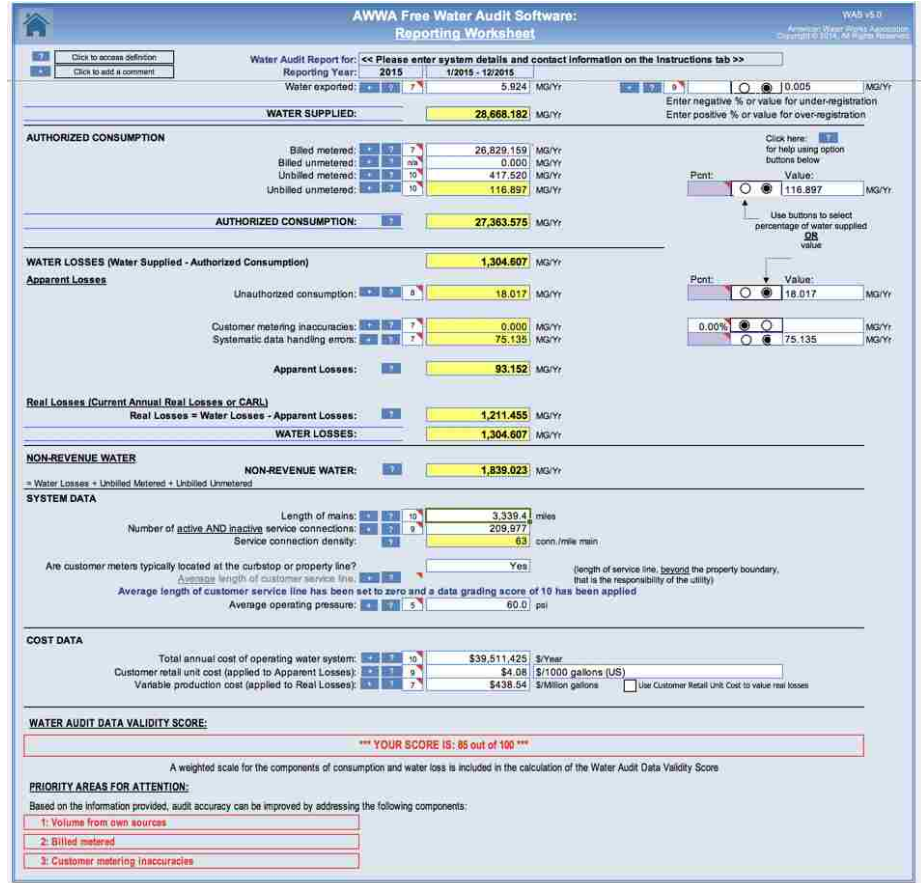 AWWA Free Water Audit Software:
Reporting Worksheet
WAS v5.0
American Water Works Association
Copyright © 2014, All Rights Reserved
? Click to access definition
+ Click to add a comment
Water Audit Report for: << Please enter system details and contact information on the Instructions tab >>
Reporting Year: 2015 1/2015 - 12/2015
Water exported: + ? 7 5.924 MG/Yr + ? 9 0.005 MG/Yr
Enter negative % or value for under-registration
WATER SUPPLIED: 28,668.182 MG/Yr Enter positive % or value for over-registration
AUTHORIZED CONSUMPTION
Click here: ?
for help using option
buttons below
Billed metered: + ? 7 26,829.159 MG/Yr
Billed unmetered: + ? n/a 0.000 MG/Yr
Unbilled metered: + ? 10 417.520 MG/Yr Pcnt: Value:
Unbilled unmetered: + ? 10 116.897 MG/Yr 116.897 MG/Yr
AUTHORIZED CONSUMPTION: ? 27,363.575 MG/Yr
Use buttons to select
percentage of water supplied
OR
value
WATER LOSSES (Water Supplied - Authorized Consumption) 1,304.607 MG/Yr
Apparent Losses Pcnt: Value:
Unauthorized consumption: + ? 8 18.017 MG/Yr 18.017 MG/Yr
Customer metering inaccuracies: + ? 7 0.000 MG/Yr 0.00% MG/Yr
Systematic data handling errors: + ? 7 75.135 MG/Yr 75.135 MG/Yr
Apparent Losses: ? 93.152 MG/Yr
Real Losses (Current Annual Real Losses or CARL)
Real Losses = Water Losses - Apparent Losses: ? 1,211.455 MG/Yr
WATER LOSSES: 1,304.607 MG/Yr
NON-REVENUE WATER
NON-REVENUE WATER: ? 1,839.023 MG/Yr
= Water Losses + Unbilled Metered + Unbilled Unmetered
SYSTEM DATA
Length of mains: + ? 10 3,339.4 miles
Number of active AND inactive service connections: + ? 9 209,977
Service connection density: ? 63 conn./mile main
Are customer meters typically located at the curbstop or property line? Yes (length of service line, beyond the property boundary,
Average length of customer service line: + ? that is the responsibility of the utility)
Average length of customer service line has been set to zero and a data grading score of 10 has been applied
Average operating pressure: + ? 5 60.0 psi
COST DATA
Total annual cost of operating water system: + ? 10 $39,511,425 $/Year
Customer retail unit cost (applied to Apparent Losses): + ? 9 $4.08 $/1000 gallons (US)
Variable production cost (applied to Real Losses): + ? 7 $438.54 $/Million gallons Use Customer Retail Unit Cost to value real losses
WATER AUDIT DATA VALIDITY SCORE:
*** YOUR SCORE IS: 85 out of 100 ***
A weighted scale for the components of consumption and water loss is included in the calculation of the Water Audit Data Validity Score
PRIORITY AREAS FOR ATTENTION:
Based on the information provided, audit accuracy can be improved by addressing the following components:
1: Volume from own sources
2: Billed metered
3: Customer metering inaccuracies